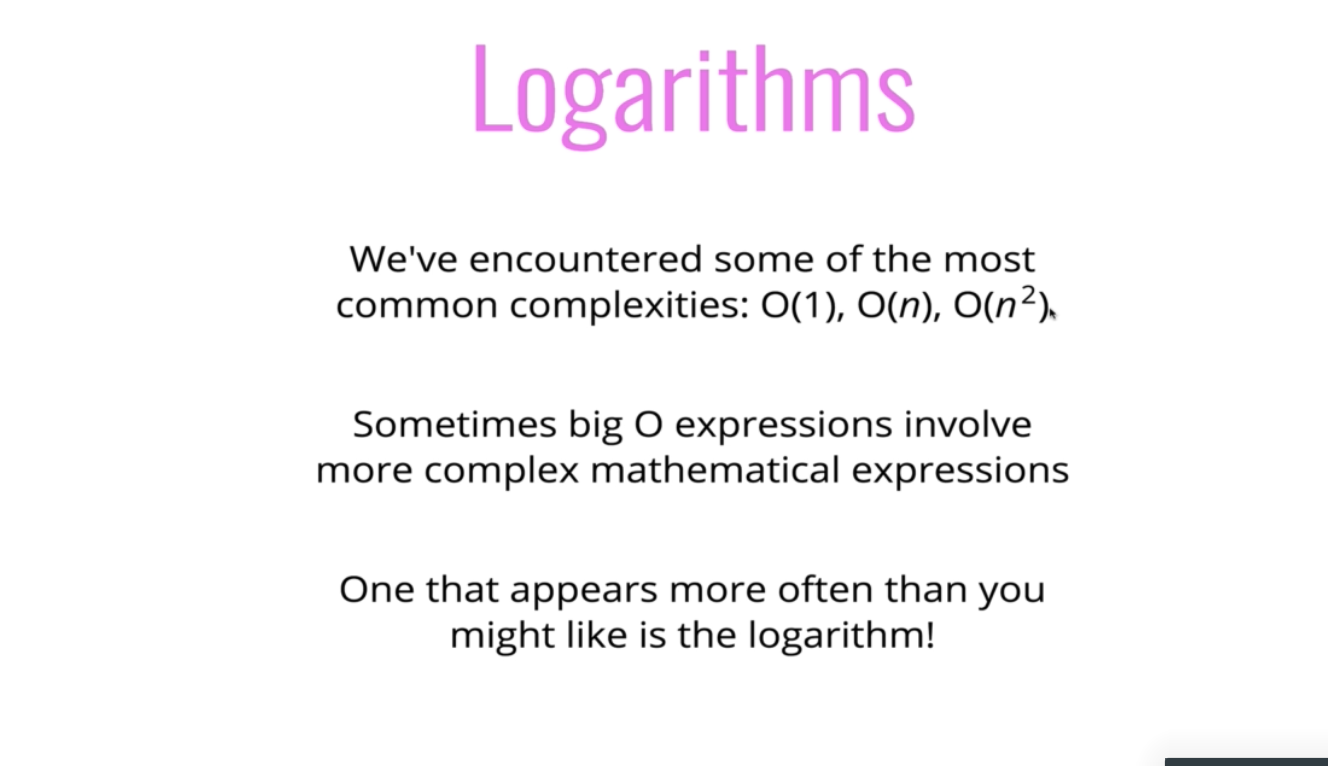 Logarithms
We've encountered some of the most
common complexities: O(1), O(n), O(n²).
Sometimes big O expressions involve
more complex mathematical expressions
One that appears more often than you
might like is the logarithm!